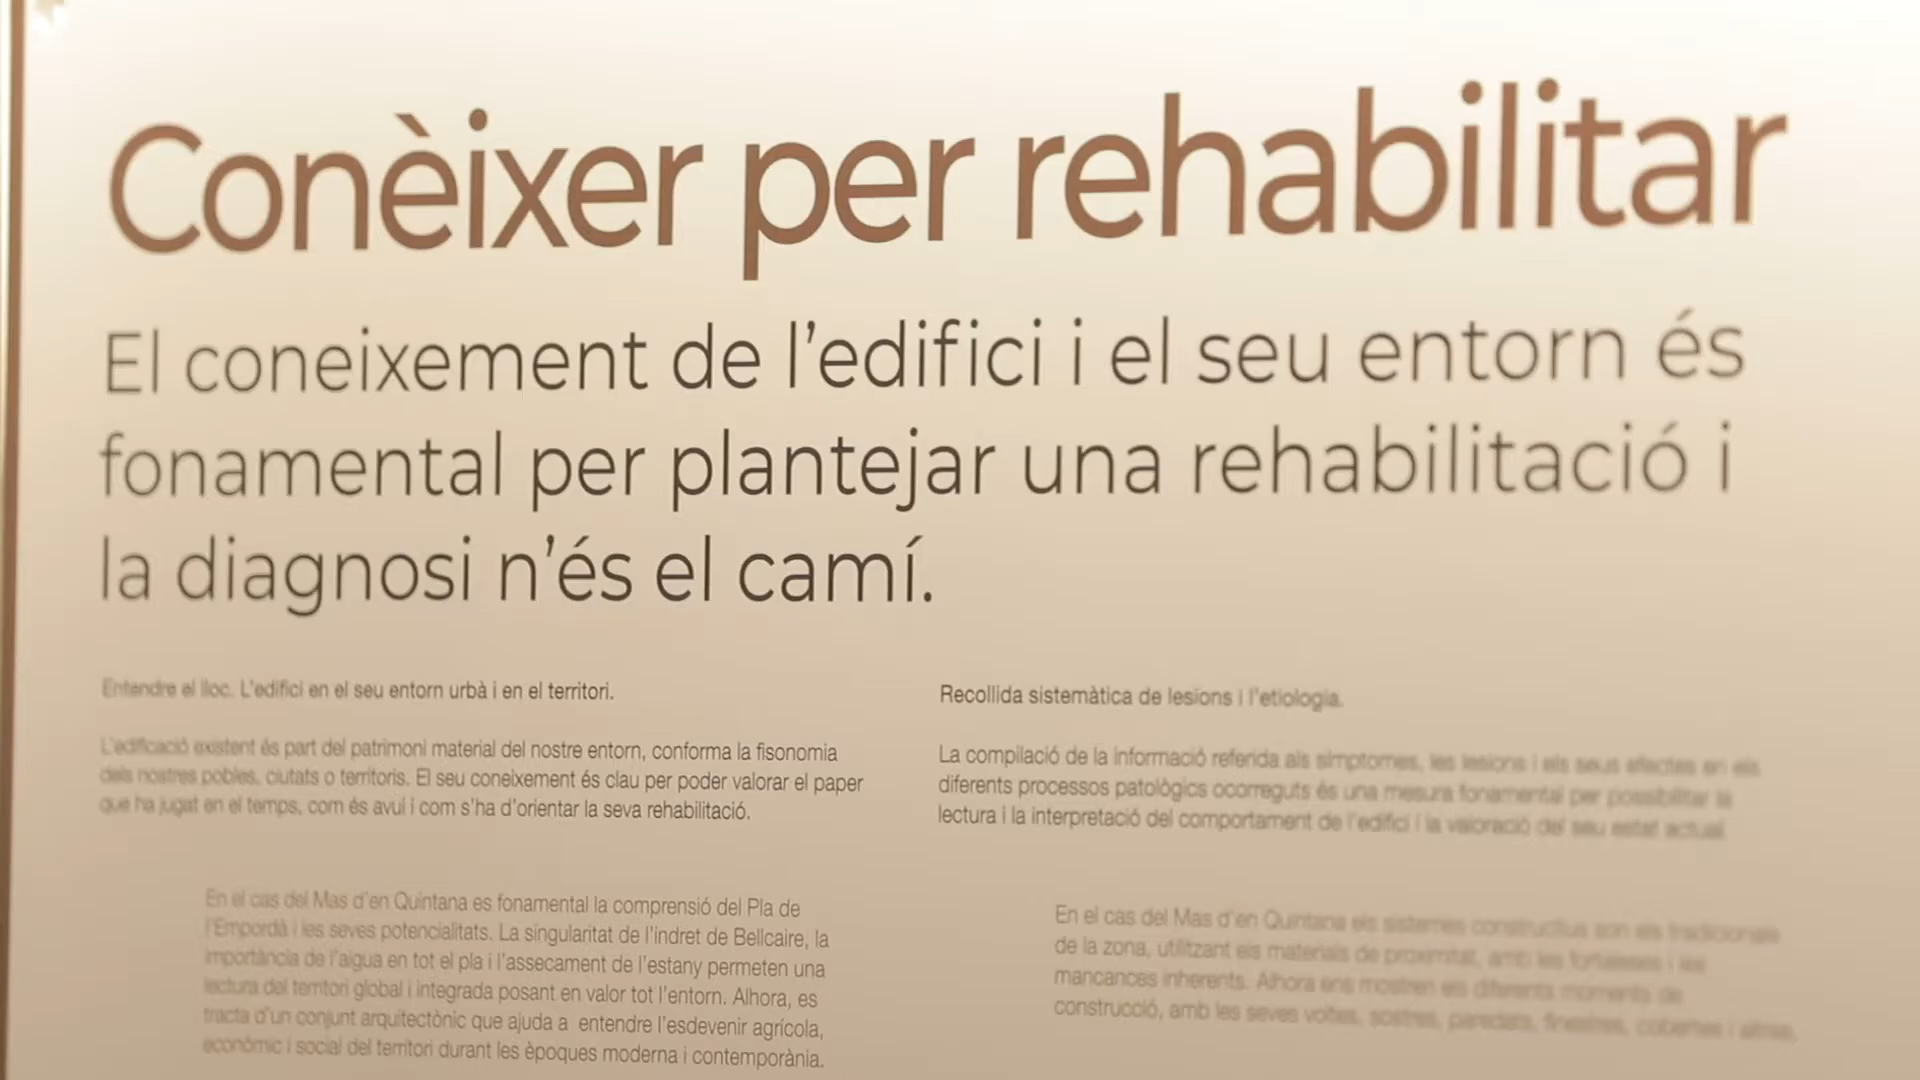 Conèixer per rehabilitar
El coneixement de l'edifici i el seu entorn és
fonamental per plantejar una rehabilitació i
la diagnosi n'és el camí.
Entendre el lloc. L'edifici en el seu entorn urbà i en el territori.
L'edificació existent és part del patrimoni material del nostre entorn, conforma la fisonomia
dels nostres pobles, ciutats o territoris. El seu coneixement és clau per poder valorar el paper
que ha jugat en el temps, com és avui i com s'ha d'orientar la seva rehabilitació.
En el cas del Mas d'en Quintana es fonamental la comprensió del Pla de
l'Empordà i les seves potencialitats. La singularitat de l'indret de Bellcaire, la
importància de l'aigua en tot el pla i l'assecament de l'estany permeten una
lectura del territori global i integrada posant en valor tot l'entorn. Alhora, es
tracta d'un conjunt arquitectònic que ajuda a entendre l'esdevenir agrícola,
econòmic i social del territori durant les èpoques moderna i contemporània.
Recollida sistemàtica de lesions i l'etiologia.
La compilació de la informació referida als símptomes, les lesions i els seus efectes en els
diferents processos patològics ocorreguts és una mesura fonamental per possibilitar la
lectura i la interpretació del comportament de l'edifici i la valoració del seu estat actual.
En el cas del Mas d'en Quintana els sistemes constructius son els tradicionals
de la zona, utilitzant els materials de proximitat, amb les fortaleses i les
mancances inherents. Alhora ens mostren els diferents moments de
construcció, amb les seves voltes, sostres, paredats, finestres, cobertes i altres.